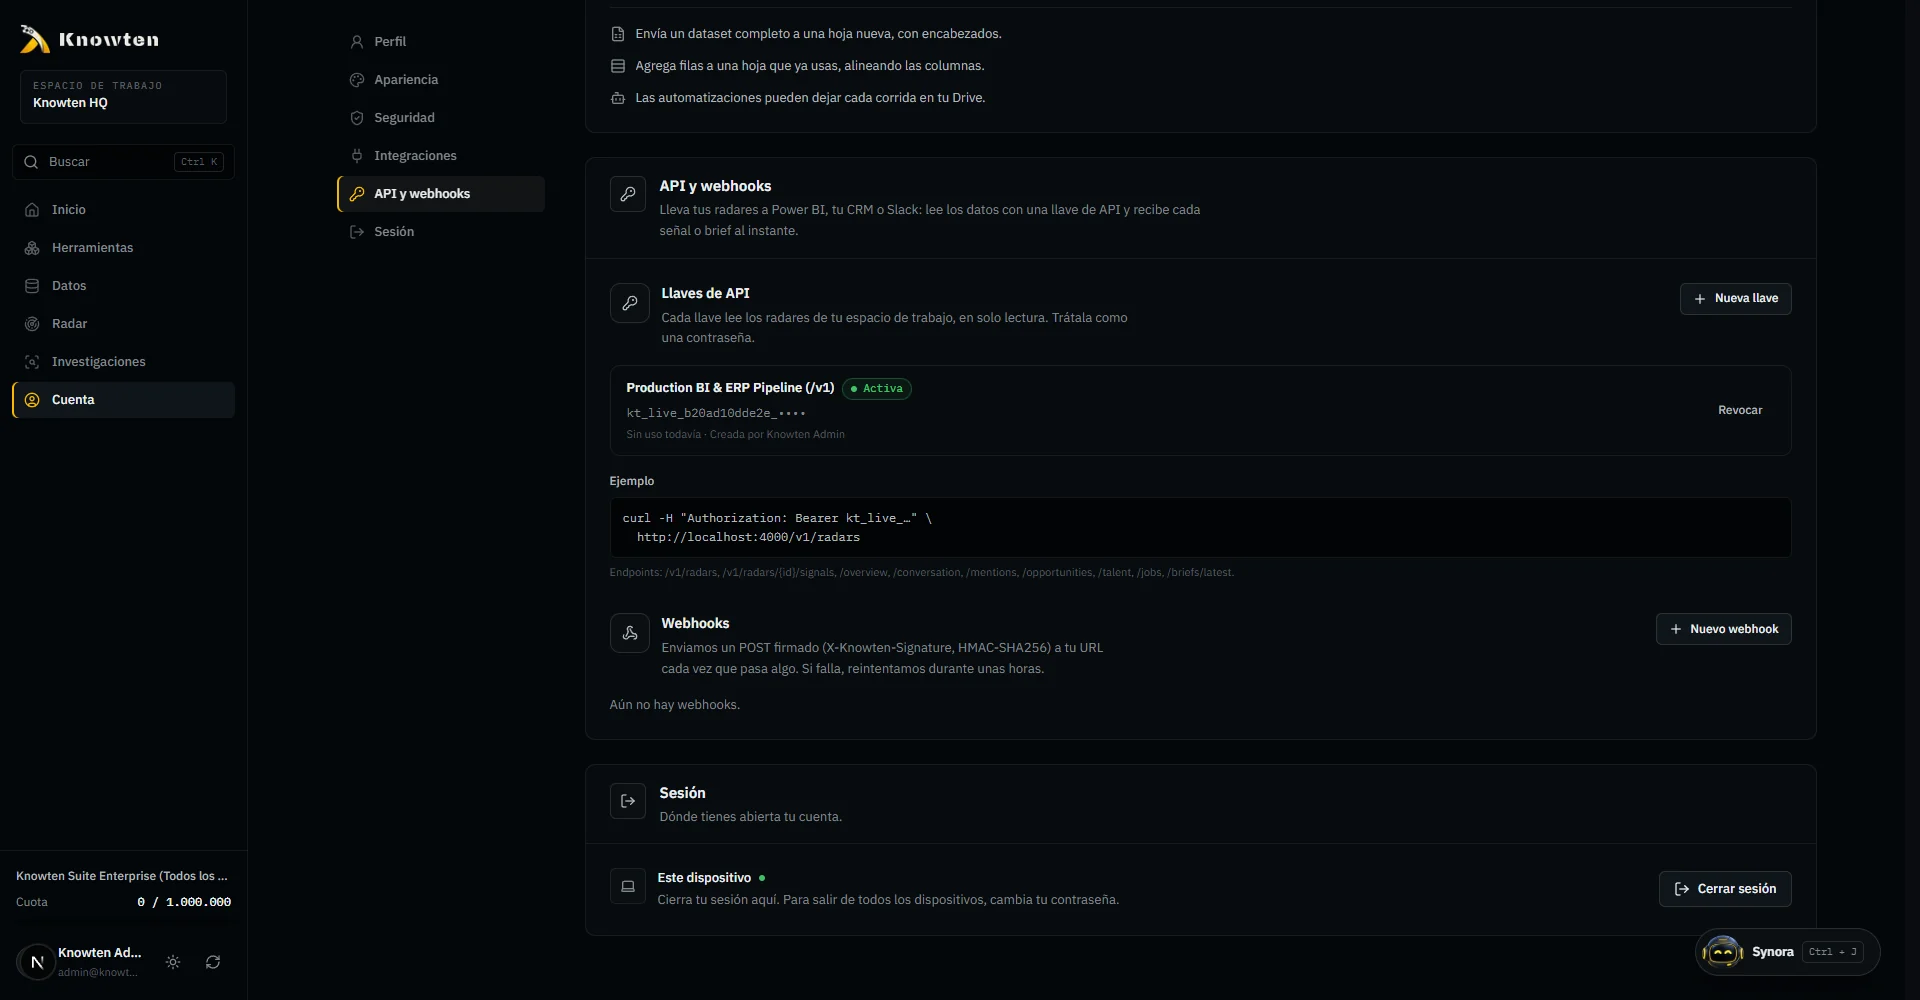 Knowten
ESPACIO DE TRABAJO
Knowten HQ
Buscar
Ctrl K
Inicio
Herramientas
Datos
Radar
Investigaciones
Cuenta
Knowten Suite Enterprise (Todos los ...
Cuota
0 / 1.000.000
N
Knowten Ad...
admin@knowt...
Perfil
Apariencia
Seguridad
Integraciones
API y webhooks
Sesión
Envía un dataset completo a una hoja nueva, con encabezados.
Agrega filas a una hoja que ya usas, alineando las columnas.
Las automatizaciones pueden dejar cada corrida en tu Drive.
API y webhooks
Lleva tus radares a Power BI, tu CRM o Slack: lee los datos con una llave de API y recibe cada
señal o brief al instante.
Llaves de API
Cada llave lee los radares de tu espacio de trabajo, en solo lectura. Trátala como
una contraseña.
Nueva llave
Production BI & ERP Pipeline (/v1)
Activa
kt_live_b20ad10dde2e_••••
Sin uso todavía · Creada por Knowten Admin
Revocar
Ejemplo
curl -H "Authorization: Bearer kt_live_…" \
http://localhost:4000/v1/radars
Endpoints: /v1/radars, /v1/radars/{id}/signals, /overview, /conversation, /mentions, /opportunities, /talent, /jobs, /briefs/latest.
Webhooks
Enviamos un POST firmado (X-Knowten-Signature, HMAC-SHA256) a tu URL
cada vez que pasa algo. Si falla, reintentamos durante unas horas.
Nuevo webhook
Aún no hay webhooks.
Sesión
Dónde tienes abierta tu cuenta.
Este dispositivo
Cierra tu sesión aquí. Para salir de todos los dispositivos, cambia tu contraseña.
Cerrar sesión
Synora
Ctrl + J